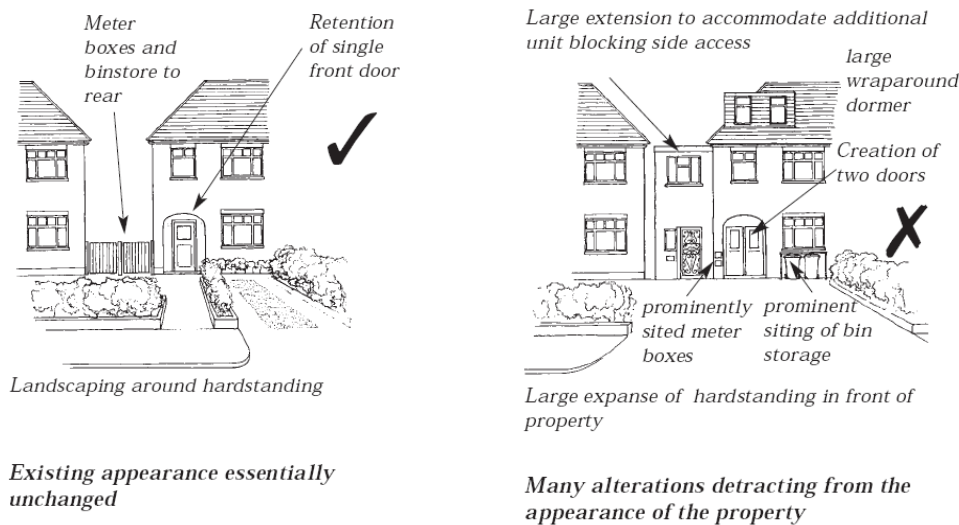 Meter
boxes and
binstore to
rear
Retention
of single
front door
Landscaping around hardstanding
Existing appearance essentially
unchanged
Large extension to accommodate additional
unit blocking side access
large
wraparound
dormer
Creation of
two doors
prominently
sited meter
boxes
prominent
siting of bin
storage
Large expanse of hardstanding in front of
property
Many alterations detracting from the
appearance of the property